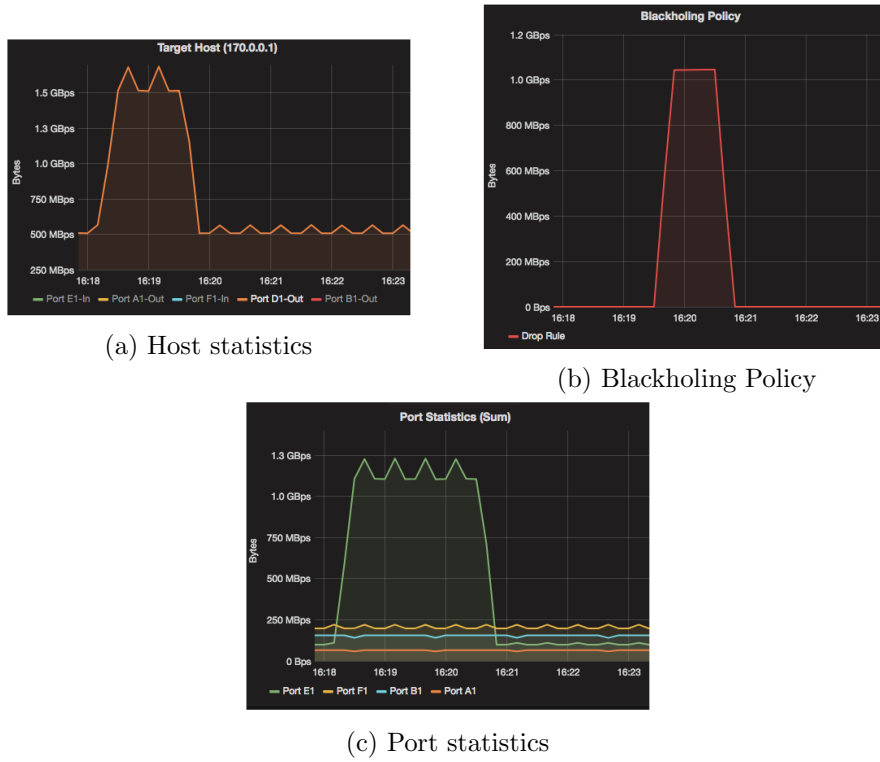 Target Host (170.0.0.1)
Bytes
1.5 GBps
1.3 GBps
1.0 GBps
750 MBps
500 MBps
250 MBps
16:18 16:19 16:20 16:21 16:22 16:23
Port E1-In Port A1-Out Port F1-In Port D1-Out Port B1-Out
(a) Host statistics
Blackholing Policy
Bytes
1.2 GBps
1.0 GBps
800 MBps
600 MBps
400 MBps
200 MBps
0 Bps
16:18 16:19 16:20 16:21 16:22 16:23
Drop Rule
(b) Blackholing Policy
Port Statistics (Sum)
Bytes
1.3 GBps
1.0 GBps
750 MBps
500 MBps
250 MBps
0 Bps
16:18 16:19 16:20 16:21 16:22 16:23
Port E1 Port F1 Port B1 Port A1
(c) Port statistics